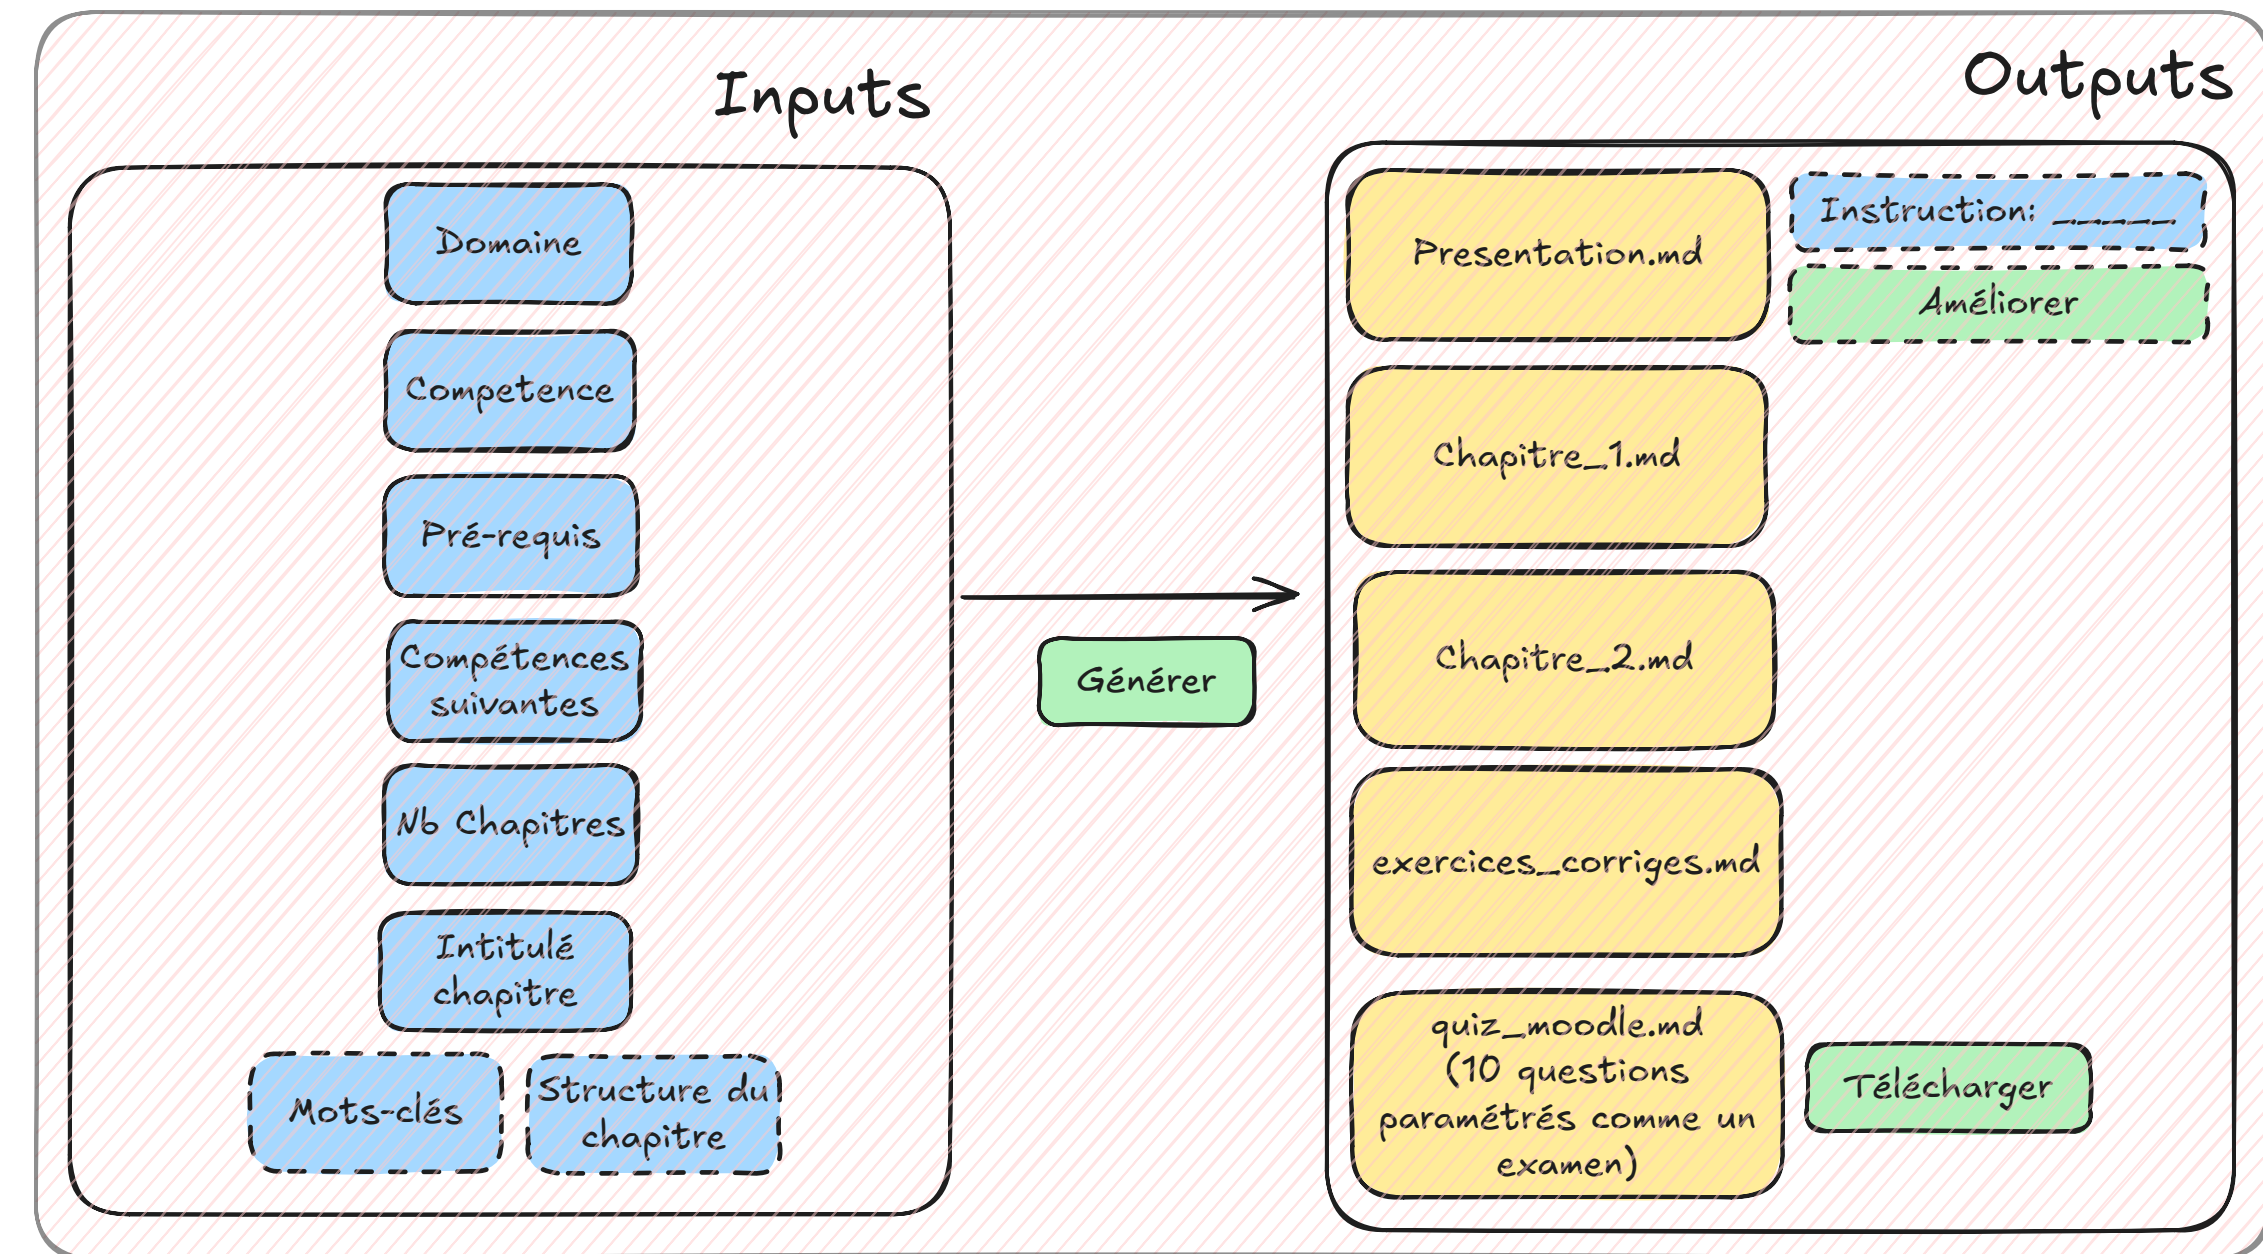 Inputs
Domaine
Competence
Pré-requis
Compétences
suivantes
Nb Chapitres
Intitulé
chapitre
Mots-clés
Structure du
chapitre
Générer
Outputs
Presentation.md
Instruction: _____
Améliorer
Chapitre_1.md
Chapitre_2.md
exercices_corriges.md
quiz_moodle.md
(10 questions
paramétrés comme un
examen)
Télécharger